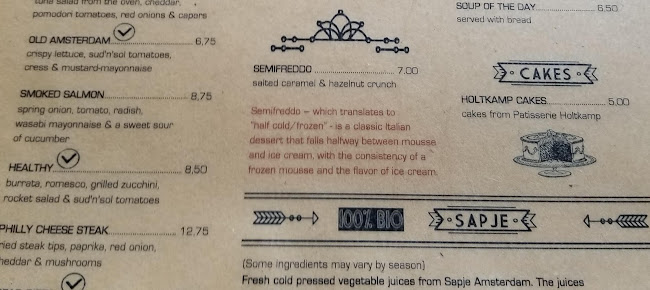 tuna salad from the oven, cheddar,
pomodori tomatoes, red onions & capers
OLD AMSTERDAM 6,75
crispy lettuce, sud'n'sol tomatoes,
cress & mustard-mayonnaise
SMOKED SALMON 8,75
spring onion, tomato, radish,
wasabi mayonnaise & a sweet sour
of cucumber
HEALTHY 8,50
burrata, romesco, grilled zucchini,
rocket salad & sud'n'sol tomatoes
PHILLY CHEESE STEAK 12,75
ried steak tips, paprika, red onion,
heddar & mushrooms
SEMIFREDDO 7,00
salted caramel & hazelnut crunch
Semifreddo – which translates to
"half cold/frozen" - is a classic Italian
dessert that falls halfway between mousse
and ice cream, with the consistency of a
frozen mousse and the flavor of ice cream.
SOUP OF THE DAY 6,50
served with bread
CAKES
HOLTKAMP CAKES 5,00
cakes from Patisserie Holtkamp
100% BIO SAPJE
(Some ingredients may vary by season)
Fresh cold pressed vegetable juices from Sapje Amsterdam. The juices